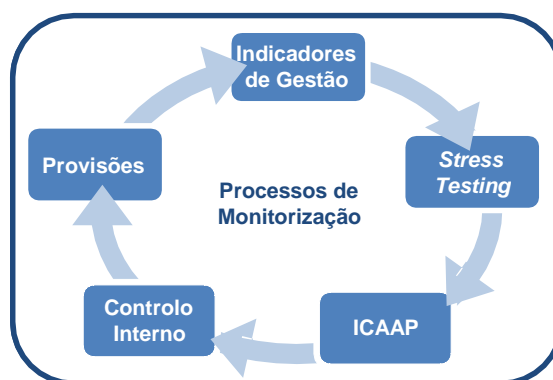 Indicadores
de Gestão
Stress
Testing
Provisões
Processos de
Monitorização
Controlo
Interno
ICAAP